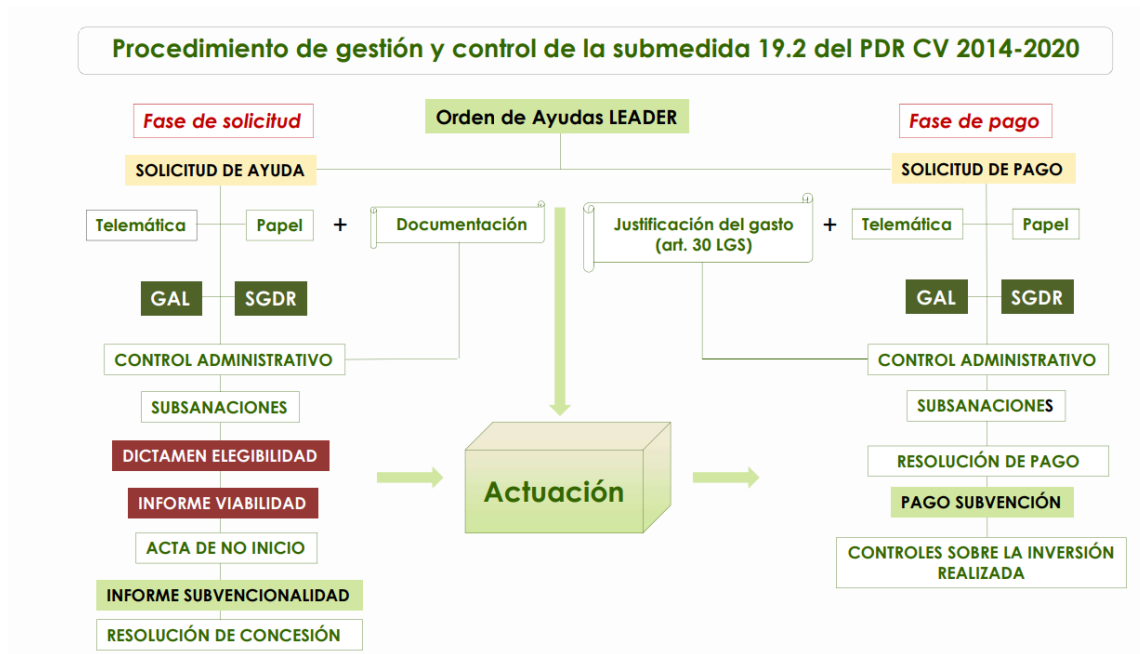 Procedimiento de gestión y control de la submedida 19.2 del PDR CV 2014-2020
Orden de Ayudas LEADER
Fase de solicitud
SOLICITUD DE AYUDA
Telemática
Papel
+
Documentación
GAL
SGDR
CONTROL ADMINISTRATIVO
SUBSANACIONES
DICTAMEN ELEGIBILIDAD
INFORME VIABILIDAD
ACTA DE NO INICIO
INFORME SUBVENCIONALIDAD
RESOLUCIÓN DE CONCESIÓN
Actuación
Fase de pago
SOLICITUD DE PAGO
Justificación del gasto
(art. 30 LGS)
+
Telemática
Papel
GAL
SGDR
CONTROL ADMINISTRATIVO
SUBSANACIONES
RESOLUCIÓN DE PAGO
PAGO SUBVENCIÓN
CONTROLES SOBRE LA INVERSIÓN
REALIZADA